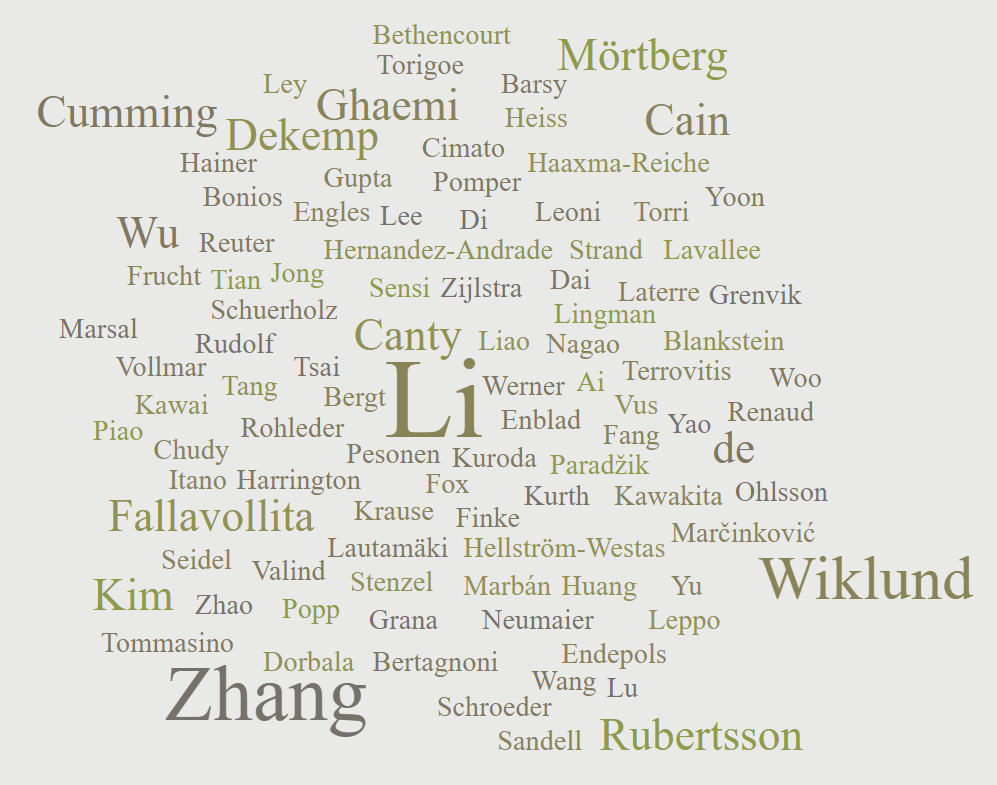 Bethencourt
Mörtberg
Torigoe
Ley
Barsy
Cumming
Ghaemi
Heiss
Cain
Dekemp
Cimato
Hainer
Haaxma-Reiche
Gupta
Pomper
Bonios
Yoon
Engles
Lee
Di
Leoni
Torri
Wu
Reuter
Hernandez-Andrade
Strand
Lavallee
Frucht
Tian
Jong
Sensi
Zijlstra
Dai
Laterre
Grenvik
Schuerholz
Lingman
Marsal
Rudolf
Canty
Liao
Nagao
Blankstein
Vollmar
Tsai
Li
Werner
Ai
Terrovitis
Woo
Tang
Bergt
Kawai
Vus
Renaud
Piao
Rohleder
Enblad
Fang
Yao
Chudy
Pesonen
Kuroda
Paradžik
de
Itano
Harrington
Fox
Kurth
Kawakita
Ohlsson
Fallavollita
Krause
Finke
Marčinković
Seidel
Lautamäki
Hellström-Westas
Valind
Stenzel
Marbán
Huang
Yu
Wiklund
Kim
Zhao
Popp
Grana
Neumaier
Leppo
Tommasino
Dorbala
Bertagnoni
Endepols
Zhang
Wang
Lu
Schroeder
Sandell
Rubertsson